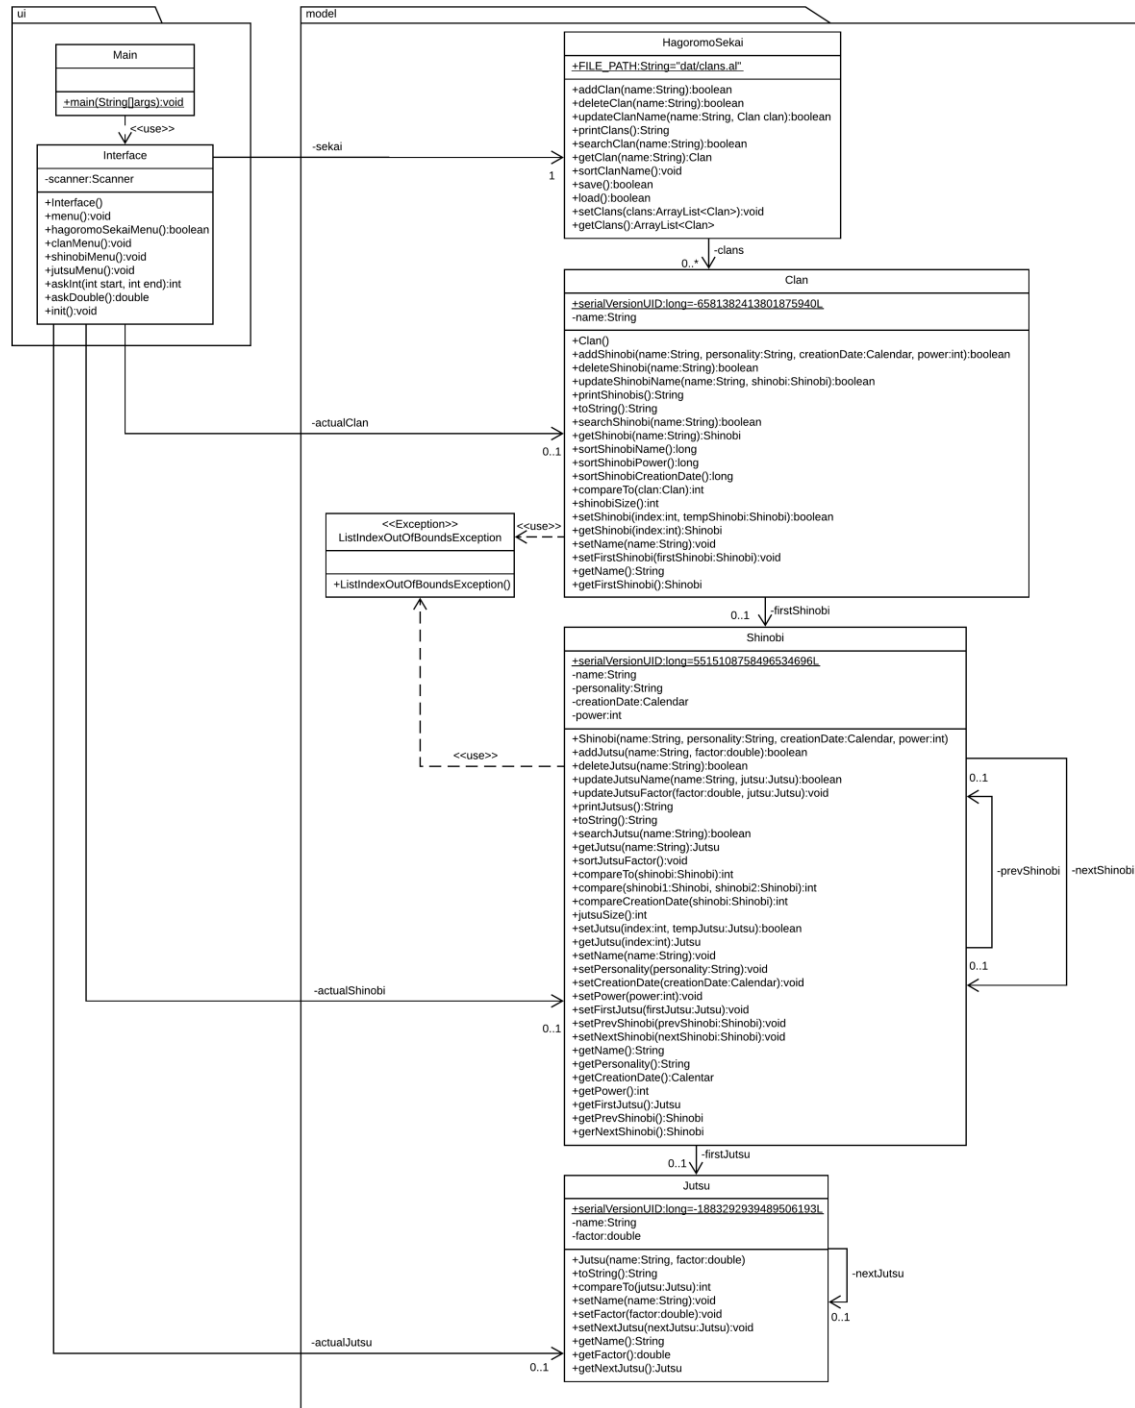 ui
Main
+main(String[]args):void
<<use>>
Interface
-scanner:Scanner
+Interface()
+menu():void
+hagoromoSekaiMenu():boolean
+clanMenu():void
+shinobiMenu():void
+jutsuMenu():void
+askInt(int start, int end):int
+askDouble():double
+init():void
model
-sekai
1
HagoromoSekai
+FILE_PATH:String="dat/clans.al"
+addClan(name:String):boolean
+deleteClan(name:String):boolean
+updateClanName(name:String, Clan clan):boolean
+printClans():String
+searchClan(name:String):boolean
+getClan(name:String):Clan
+sortClanName():void
+save():boolean
+load():boolean
+setClans(clans:ArrayList<Clan>):void
+getClans():ArrayList<Clan>
-clans
0..*
Clan
+serialVersionUID:long=-6581382413801875940L
-name:String
+Clan()
+addShinobi(name:String, personality:String, creationDate:Calendar, power:int):boolean
+deleteShinobi(name:String):boolean
+updateShinobiName(name:String, shinobi:Shinobi):boolean
+printShinobis():String
+toString():String
+searchShinobi(name:String):boolean
+getShinobi(name:String):Shinobi
+sortShinobiName():long
+sortShinobiPower():long
+sortShinobiCreationDate():long
+compareTo(clan:Clan):int
+shinobiSize():int
+setShinobi(index:int, tempShinobi:Shinobi):boolean
+getShinobi(index:int):Shinobi
+setName(name:String):void
+setFirstShinobi(firstShinobi:Shinobi):void
+getName():String
+getFirstShinobi():Shinobi
-actualClan
0..1
<<use>>
<<Exception>>
ListIndexOutOfBoundsException
+ListIndexOutOfBoundsException()
<<use>>
-firstShinobi
0..1
Shinobi
+serialVersionUID:long=5515108758496534696L
-name:String
-personality:String
-creationDate:Calendar
-power:int
+Shinobi(name:String, personality:String, creationDate:Calendar, power:int)
+addJutsu(name:String, factor:double):boolean
+deleteJutsu(name:String):boolean
+updateJutsuName(name:String, jutsu:Jutsu):boolean
+updateJutsuFactor(factor:double, jutsu:Jutsu):void
+printJutsus():String
+toString():String
+searchJutsu(name:String):boolean
+getJutsu(name:String):Jutsu
+sortJutsuFactor():void
+compareTo(shinobi:Shinobi):int
+compare(shinobi1:Shinobi, shinobi2:Shinobi):int
+compareCreationDate(shinobi:Shinobi):int
+jutsuSize():int
+setJutsu(index:int, tempJutsu:Jutsu):boolean
+getJutsu(index:int):Jutsu
+setName(name:String):void
+setPersonality(personality:String):void
+setCreationDate(creationDate:Calendar):void
+setPower(power:int):void
+setFirstJutsu(firstJutsu:Jutsu):void
+setPrevShinobi(prevShinobi:Shinobi):void
+setNextShinobi(nextShinobi:Shinobi):void
+getName():String
+getPersonality():String
+getCreationDate():Calentar
+getPower():int
+getFirstJutsu():Jutsu
+getPrevShinobi():Shinobi
+gerNextShinobi():Shinobi
0..1
-prevShinobi
-nextShinobi
0..1
-actualShinobi
0..1
-firstJutsu
0..1
Jutsu
+serialVersionUID:long=-1883292939489506193L
-name:String
-factor:double
+Jutsu(name:String, factor:double)
+toString():String
+compareTo(jutsu:Jutsu):int
+setName(name:String):void
+setFactor(factor:double):void
+setNextJutsu(nextJutsu:Jutsu):void
+getName():String
+getFactor():double
+getNextJutsu():Jutsu
-nextJutsu
0..1
-actualJutsu
0..1